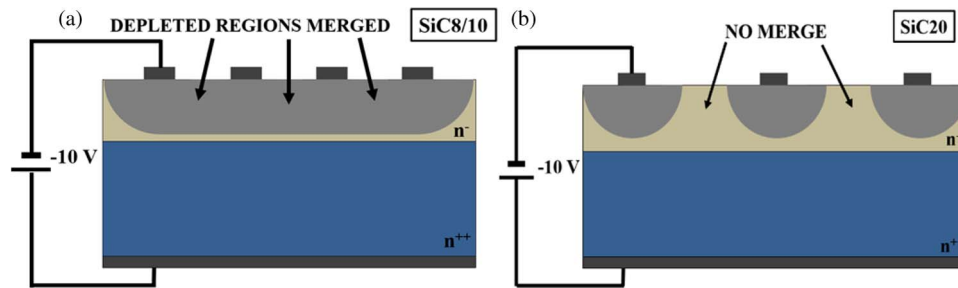 (a)
DEPLETED REGIONS MERGED
SiC8/10
n-
-10 V
n++
(b)
NO MERGE
SiC20
n
-10 V
n+